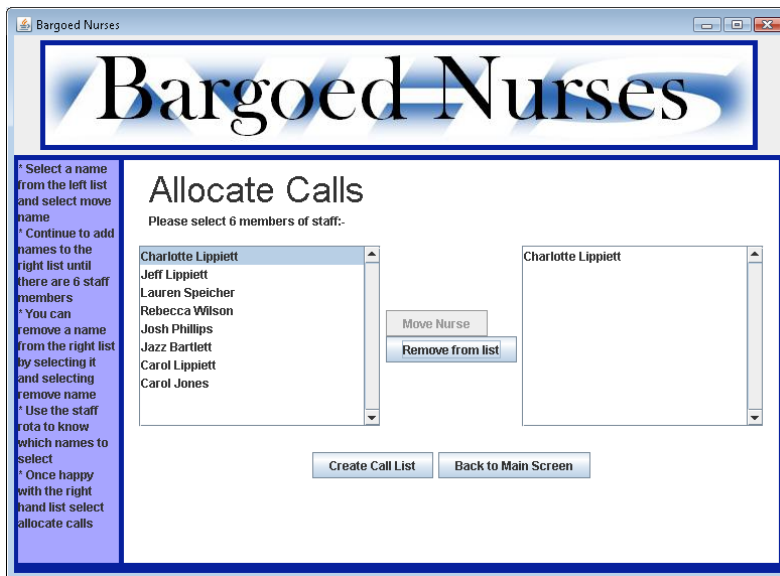 Bargoed Nurses
Bargoed Nurses
* Select a name
from the left list
and select move
name
* Continue to add
names to the
right list until
there are 6 staff
members
* You can
remove a name
from the right list
by selecting it
and selecting
remove name
* Use the staff
rota to know
which names to
select
* Once happy
with the right
hand list select
allocate calls
Allocate Calls
Please select 6 members of staff:-
Charlotte Lippiett
Jeff Lippiett
Lauren Speicher
Rebecca Wilson
Josh Phillips
Jazz Bartlett
Carol Lippiett
Carol Jones
Move Nurse
Remove from list
Charlotte Lippiett
Create Call List
Back to Main Screen